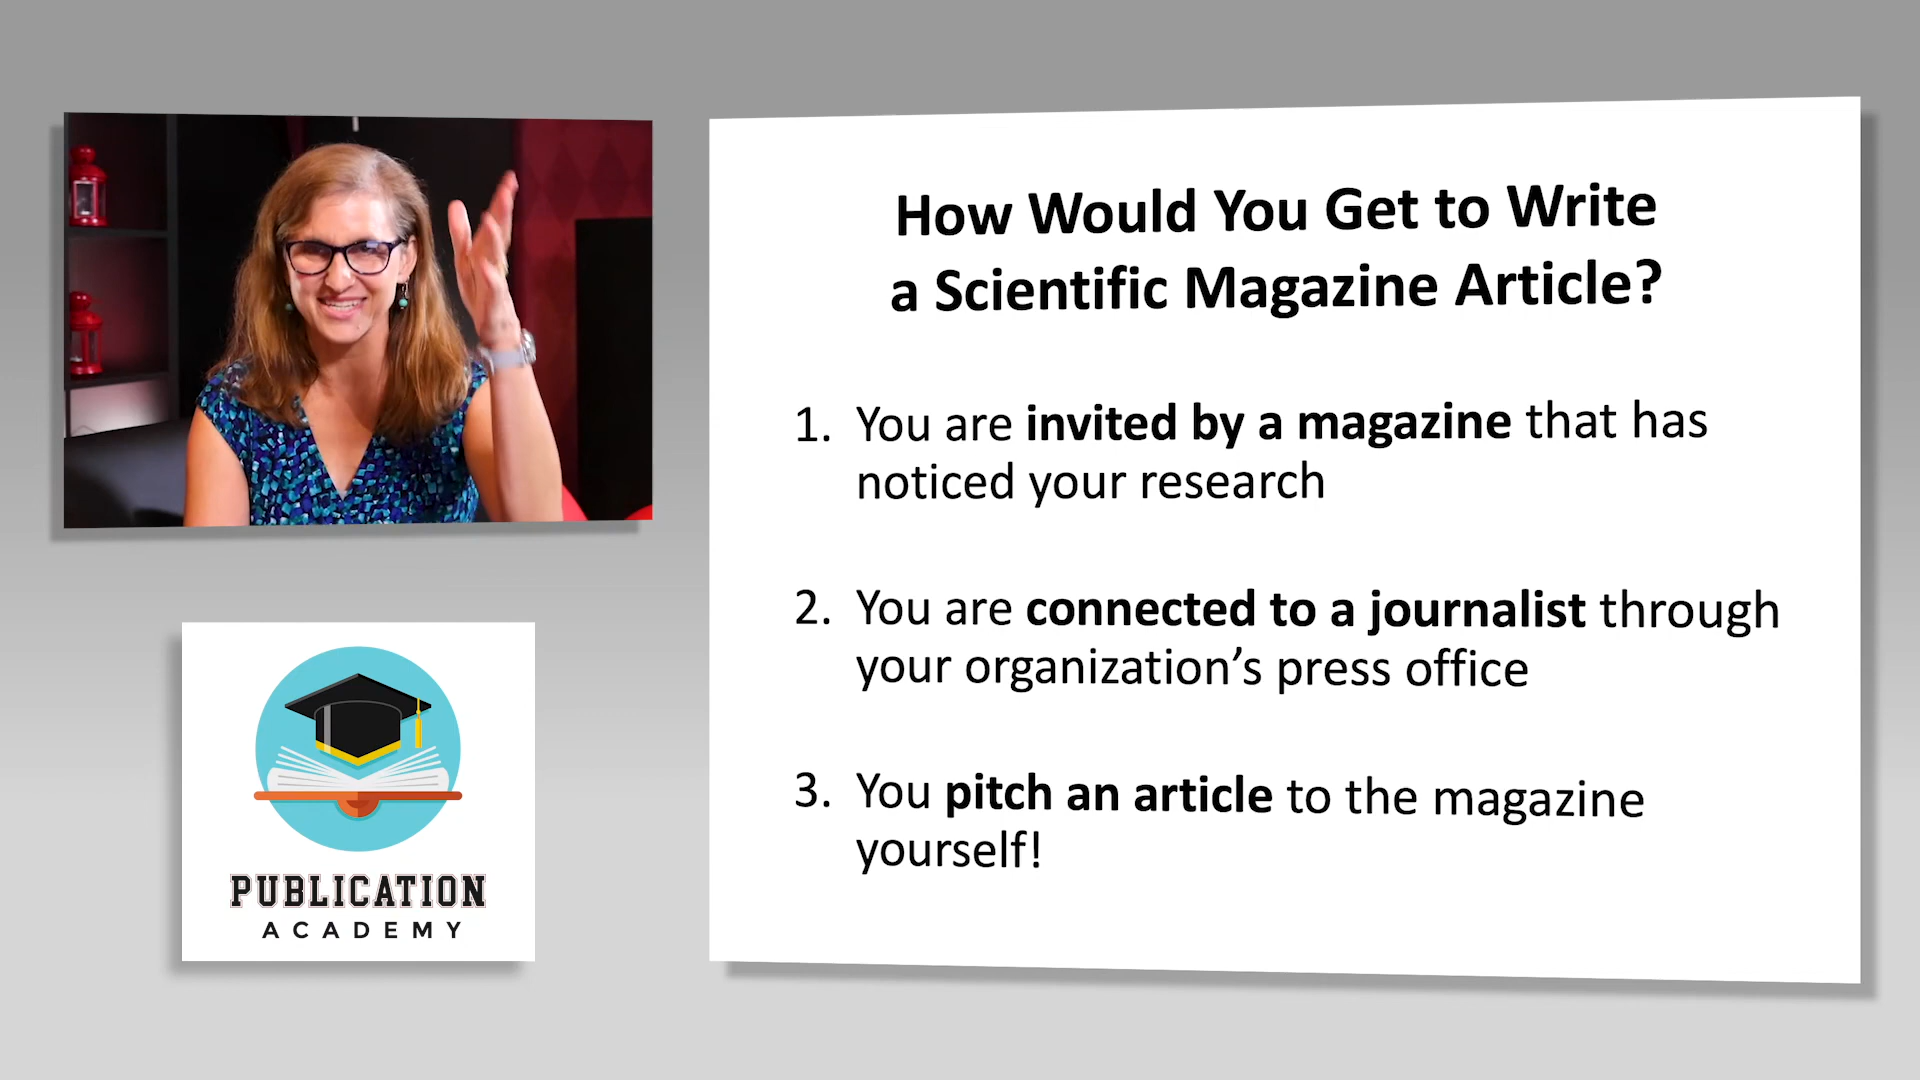 How Would You Get to Write
a Scientific Magazine Article?
1. You are invited by a magazine that has
noticed your research
2. You are connected to a journalist through
your organization’s press office
3. You pitch an article to the magazine
yourself!
PUBLICATION
ACADEMY